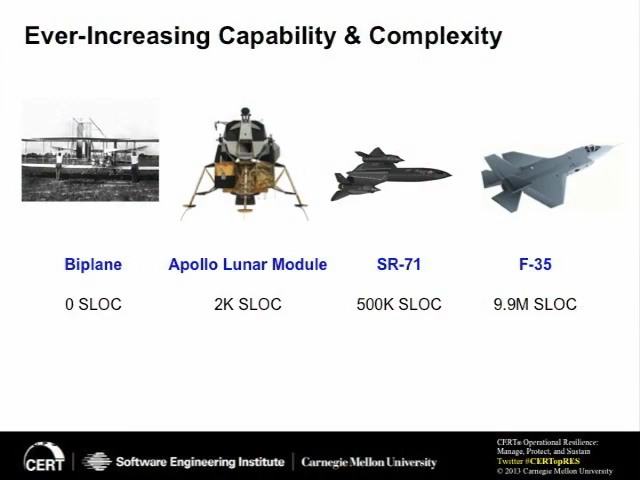 Ever-Increasing Capability & Complexity
Biplane
Apollo Lunar Module
SR-71
F-35
0 SLOC
2K SLOC
500K SLOC
9.9M SLOC
CERT
Software Engineering Institute
Carnegie Mellon University
CERT® Operational Resilience:
Manage, Protect, and Sustain
Twitter #CERTopRES
© 2013 Carnegie Mellon University